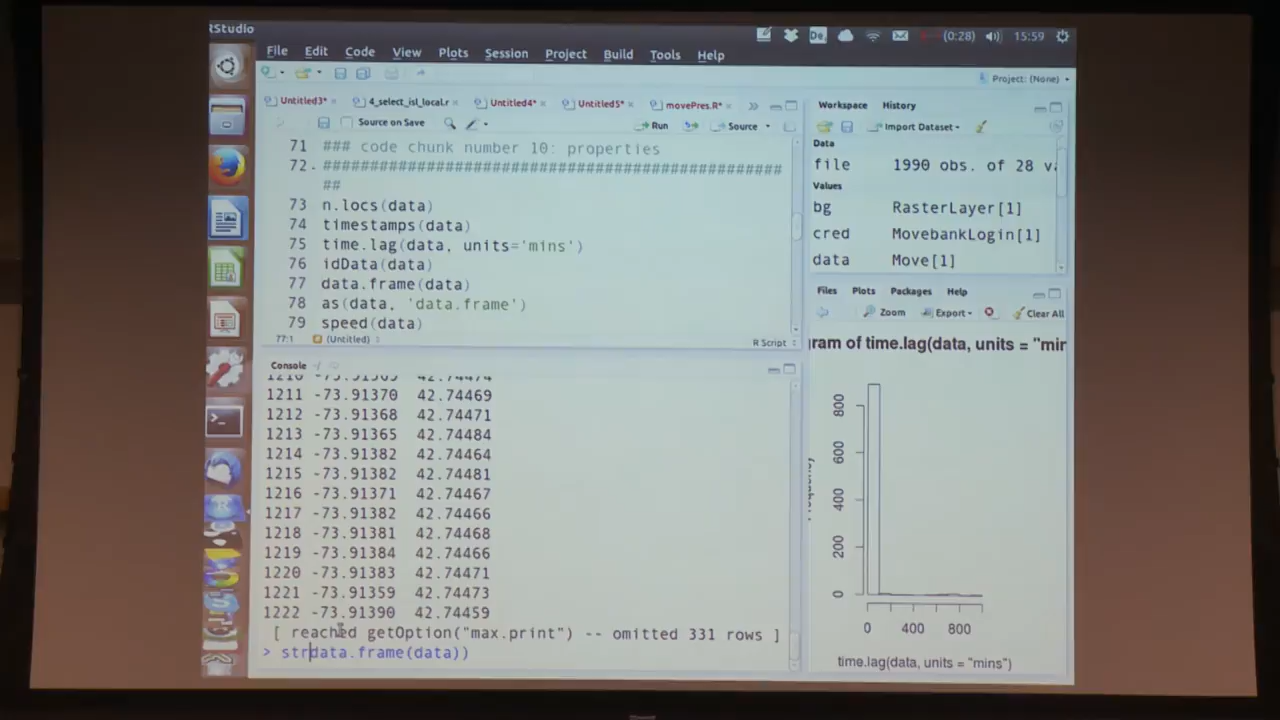 RStudio
De
(0:28) 15:59
File Edit Code View Plots Session Project Build Tools Help
Project: (None)
Untitled3* 4_select_isl_local.r Untitled4* Untitled5* movePres.R*
Source on Save Run Source
71 ### code chunk number 10: properties
72 #################################################
##
73 n.locs(data)
74 timestamps(data)
75 time.lag(data, units='mins')
76 idData(data)
77 data.frame(data)
78 as(data, 'data.frame')
79 speed(data)
77:1 (Untitled) R Script
Console
1211 -73.91370 42.74469
1212 -73.91368 42.74471
1213 -73.91365 42.74484
1214 -73.91382 42.74464
1215 -73.91382 42.74481
1216 -73.91371 42.74467
1217 -73.91382 42.74466
1218 -73.91381 42.74468
1219 -73.91384 42.74466
1220 -73.91383 42.74471
1221 -73.91359 42.74473
1222 -73.91390 42.74459
[ reached getOption("max.print") -- omitted 331 rows ]
> strdata.frame(data))
Workspace History
Import Dataset
Data
file 1990 obs. of 28 va
Values
bg RasterLayer[1]
cred MovebankLogin[1]
data Move[1]
Files Plots Packages Help
Zoom Export Clear All
gram of time.lag(data, units = "min
800
600
400
200
0
0 400 800
time.lag(data, units = "mins")